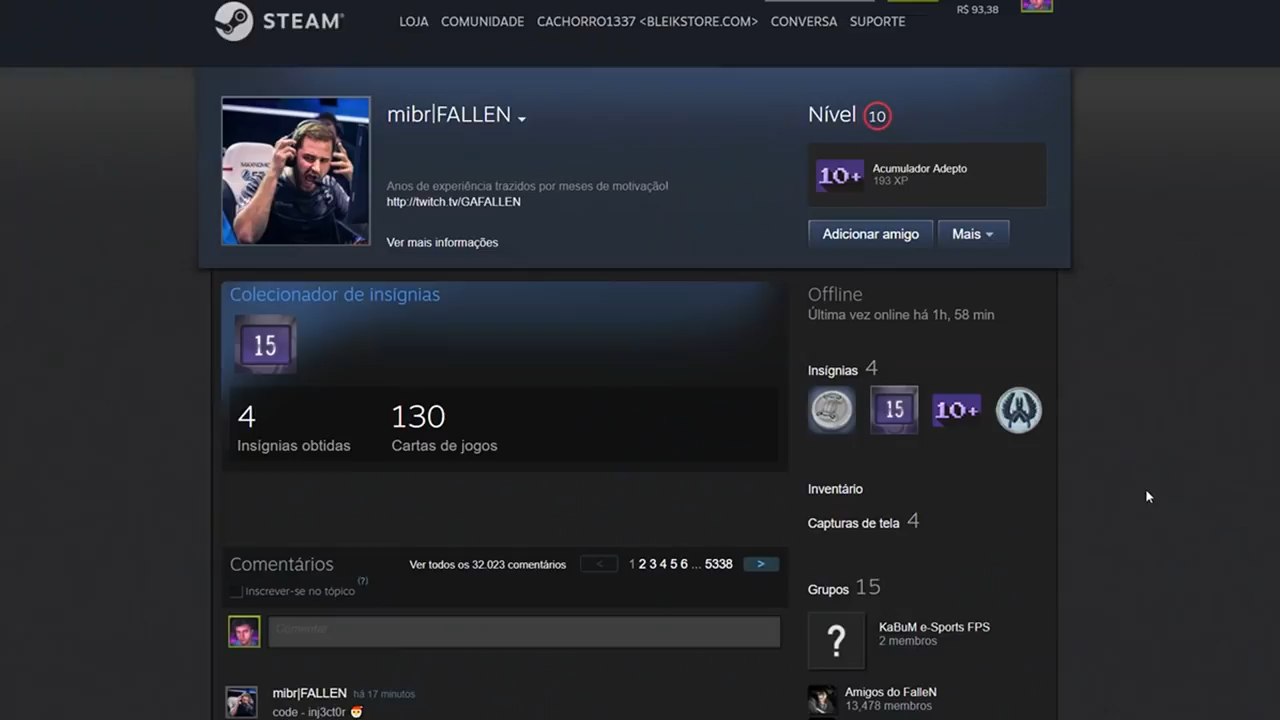 STEAM®
LOJA COMUNIDADE CACHORRO1337 <BLEIKSTORE.COM> CONVERSA SUPORTE
R$ 93,38
mibr|FALLEN
Anos de experiência trazidos por meses de motivação!
http://twitch.tv/GAFALLEN
Ver mais informações
Nível 10
10+
Acumulador Adepto
193 XP
Adicionar amigo
Mais
Colecionador de insígnias
15
4
Insígnias obtidas
130
Cartas de jogos
Offline
Última vez online há 1h, 58 min
Insígnias 4
15
10+
Inventário
Capturas de tela 4
Comentários
Ver todos os 32.023 comentários
< 1 2 3 4 5 6 ... 5338 >
Inscrever-se no tópico (?)
Comentar
mibr|FALLEN há 17 minutos
code - inj3ct0r
Grupos 15
?
KaBuM e-Sports FPS
2 membros
Amigos do FalleN
13,478 membros